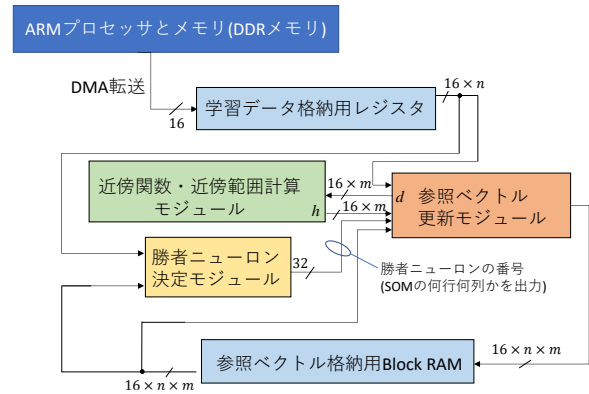 ARMプロセッサとメモリ(DDRメモリ)
DMA転送
16
16 × n
学習データ格納用レジスタ
近傍関数・近傍範囲計算
モジュール
h
16 × m
16 × m
d
参照ベクトル
更新モジュール
勝者ニューロン
決定モジュール
32
勝者ニューロンの番号
(SOMの何行何列かを出力)
16 × n × m
参照ベクトル格納用Block RAM
16 × n × m